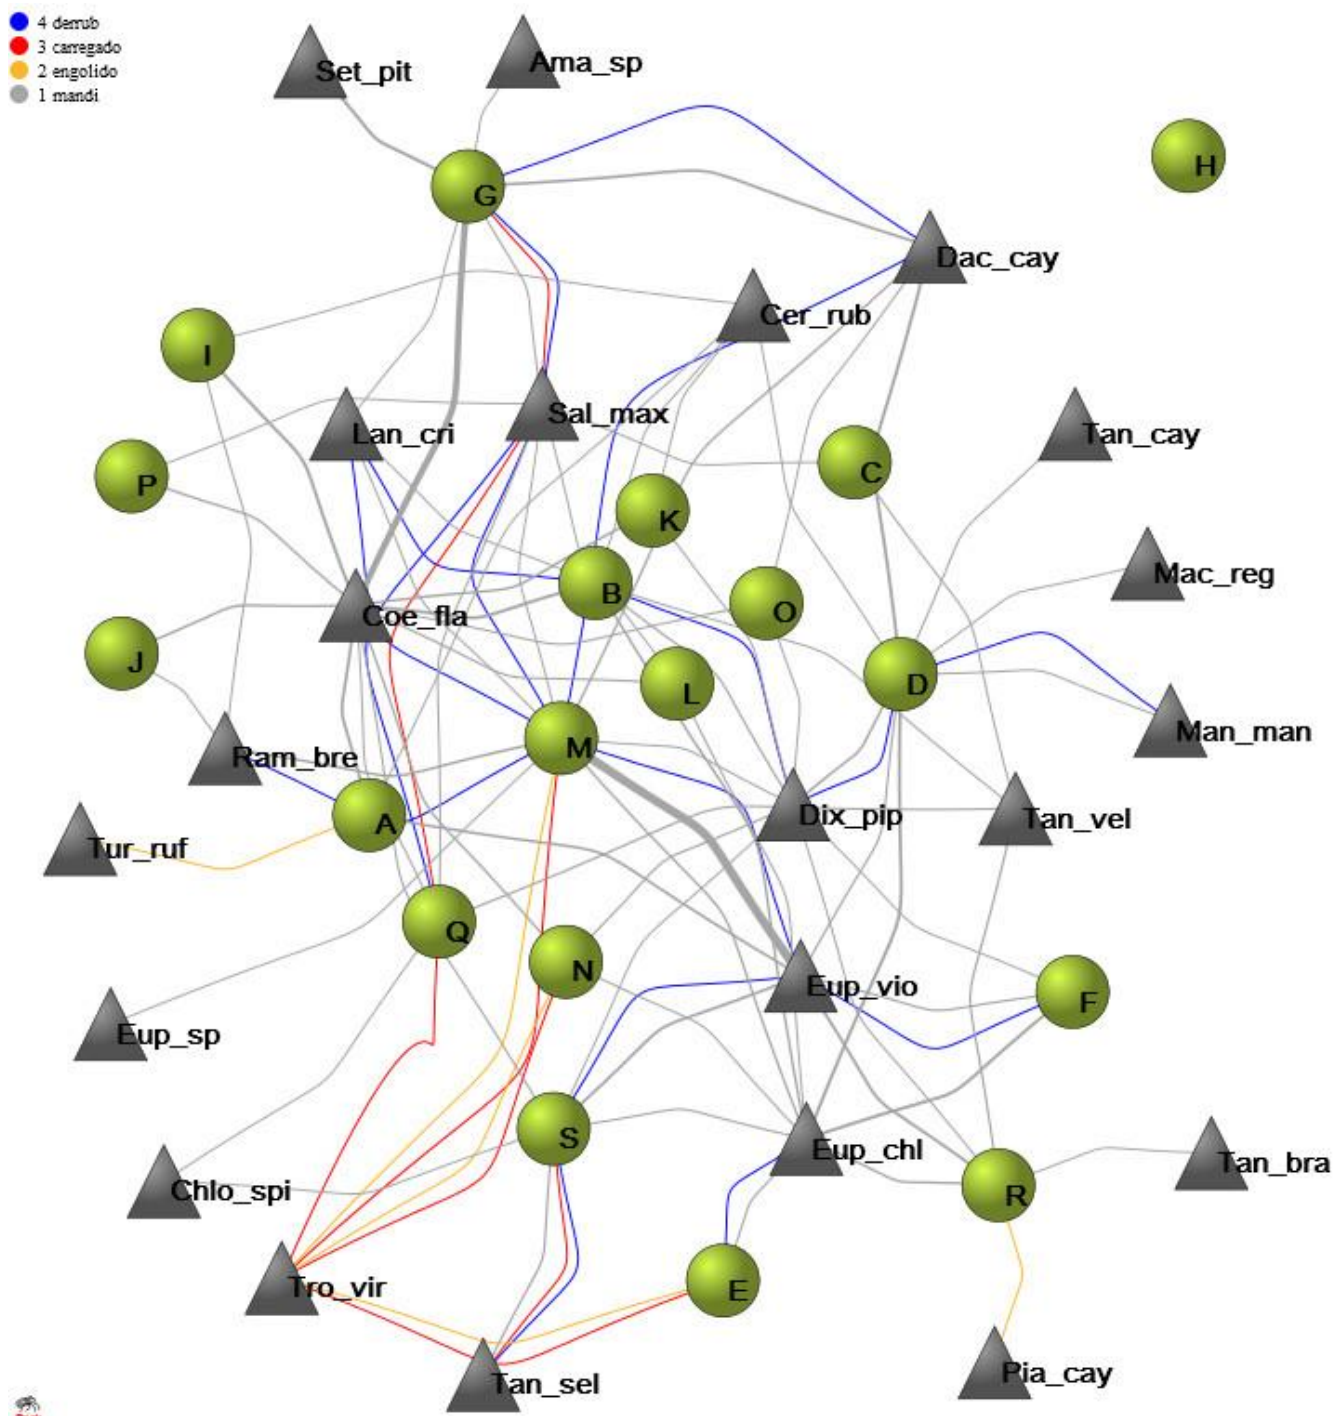 4 derrub
3 carregado
2 engolido
1 mandi
Set_pit
Ama_sp
H
G
Dac_cay
Cer_rub
I
Lan_cri
Sal_max
Tan_cay
C
P
K
Mac_reg
B
O
Coe_fla
J
D
L
Man_man
M
Ram_bre
A
Dix_pip
Tan_vel
Tur_ruf
Q
N
Eup_vio
F
Eup_sp
S
Eup_chl
Tan_bra
Chlo_spi
R
Tro_vir
E
Tan_sel
Pia_cay